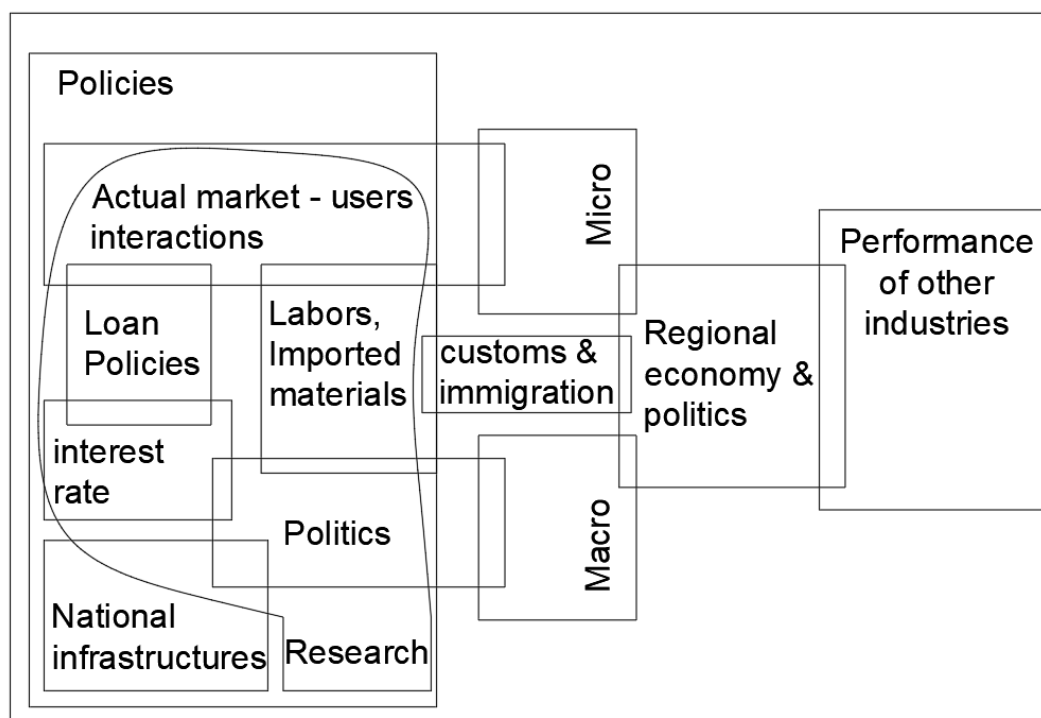 Policies
Actual market - users
interactions
Micro
Performance
of other
industries
Loan
Policies
Labors,
Imported
materials
customs &
immigration
Regional
economy &
politics
interest
rate
Politics
Macro
National
infrastructures
Research